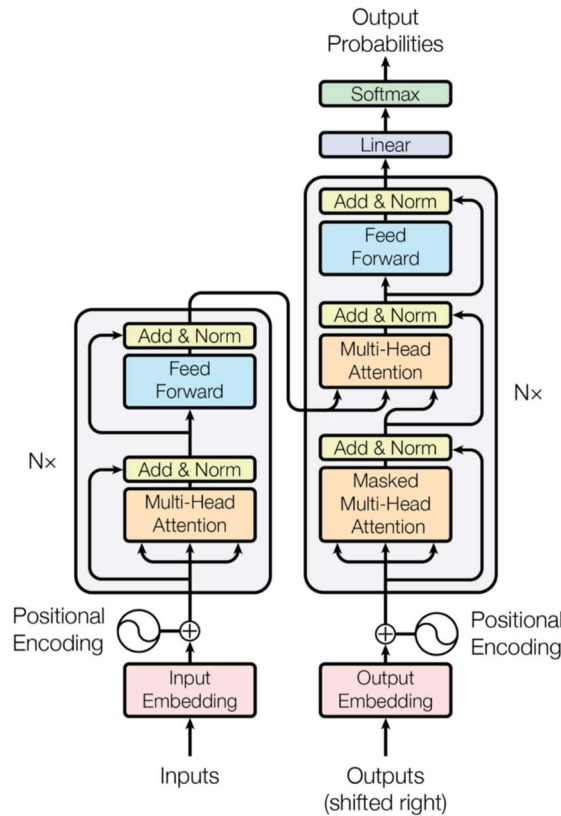 Output
Probabilities
Softmax
Linear
Add & Norm
Feed
Forward
Add & Norm
Multi-Head
Attention
Add & Norm
Masked
Multi-Head
Attention
Nx
Add & Norm
Feed
Forward
Add & Norm
Multi-Head
Attention
Nx
Positional
Encoding
Positional
Encoding
Input
Embedding
Output
Embedding
Inputs
Outputs
(shifted right)